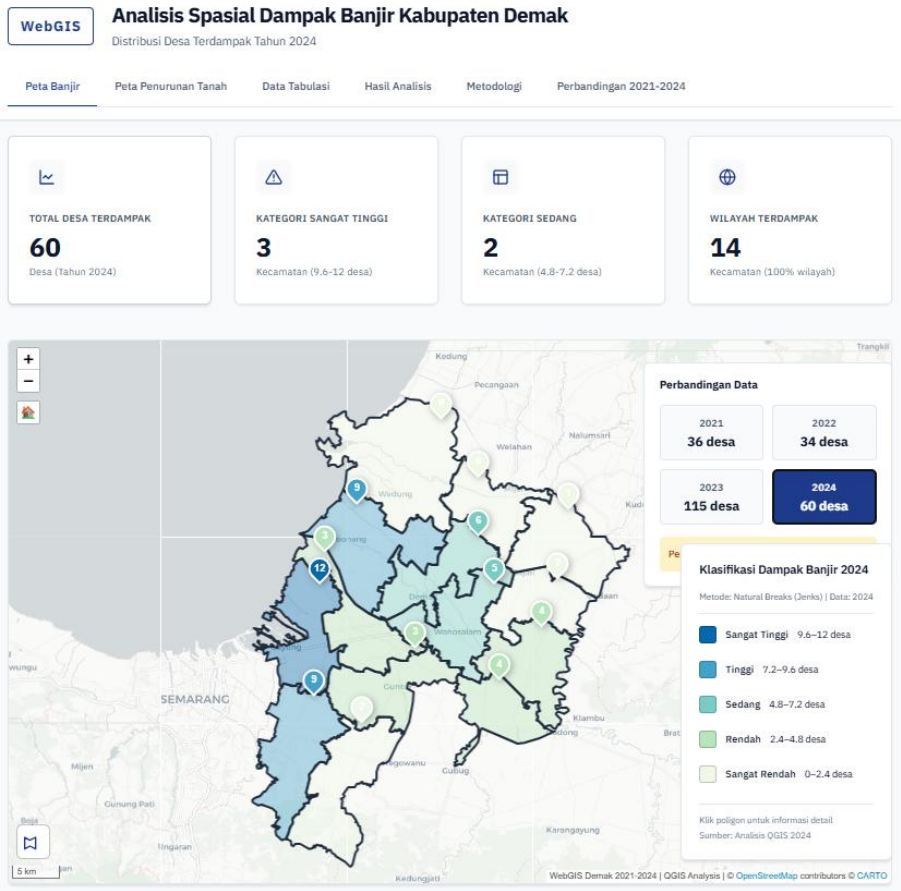 WebGIS
Analisis Spasial Dampak Banjir Kabupaten Demak
Distribusi Desa Terdampak Tahun 2024
Peta Banjir
Peta Penurunan Tanah
Data Tabulasi
Hasil Analisis
Metodologi
Perbandingan 2021-2024
TOTAL DESA TERDAMPAK
60
Desa (Tahun 2024)
KATEGORI SANGAT TINGGI
3
Kecamatan (9.6-12 desa)
KATEGORI SEDANG
2
Kecamatan (4.8-7.2 desa)
WILAYAH TERDAMPAK
14
Kecamatan (100% wilayah)
+
−
Kedung
Trangkil
Pecangaan
Welahan
Nalumsari
Wedung
9
6
3
12
5
4
3
Wonosalam
4
9
SEMARANG
Klambu
Gubug
Mijen
Gunung Pati
Ungaran
Karangayung
Kedungjati
5 km
Perbandingan Data
2021
36 desa
2022
34 desa
2023
115 desa
2024
60 desa
Pe
Klasifikasi Dampak Banjir 2024
Metode: Natural Breaks (Jenks) | Data: 2024
Sangat Tinggi 9.6–12 desa
Tinggi 7.2–9.6 desa
Sedang 4.8–7.2 desa
Rendah 2.4–4.8 desa
Sangat Rendah 0–2.4 desa
Klik poligon untuk informasi detail
Sumber: Analisis QGIS 2024
WebGIS Demak 2021-2024 | QGIS Analysis | © OpenStreetMap contributors © CARTO